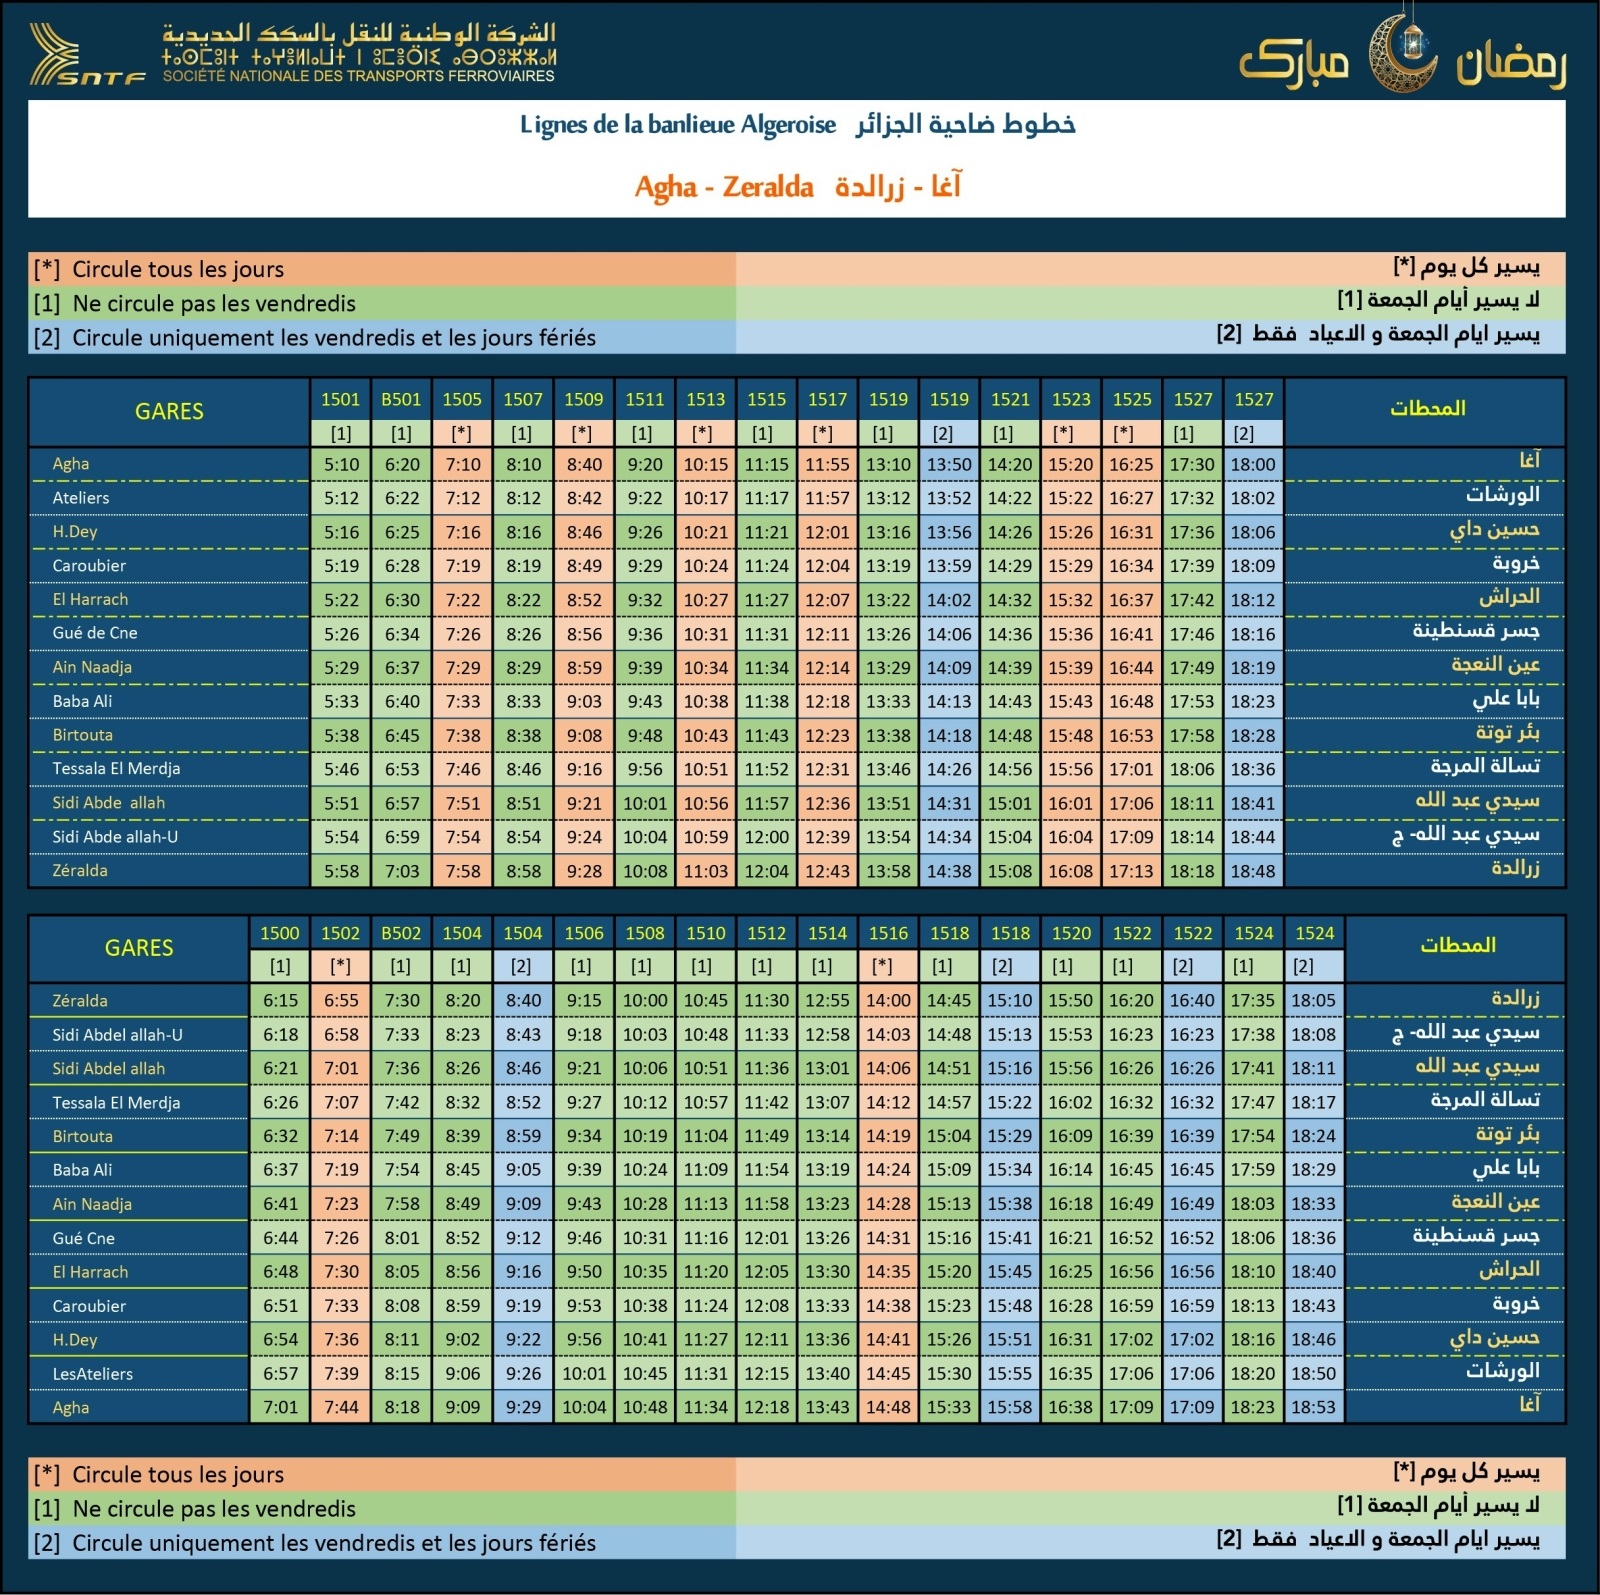 الشركة الوطنية للنقل بالسكك الحديدية
SNTF
SOCIÉTÉ NATIONALE DES TRANSPORTS FERROVIAIRES
رمضان مبارك
Lignes de la banlieue Algeroise خطوط ضاحية الجزائر
Agha - Zeralda آغا - زرالدة
[*] Circule tous les jours يسير كل يوم [*]
[1] Ne circule pas les vendredis لا يسير أيام الجمعة [1]
[2] Circule uniquement les vendredis et les jours fériés يسير ايام الجمعة و الاعياد فقط [2]
GARES 1501 B501 1505 1507 1509 1511 1513 1515 1517 1519 1519 1521 1523 1525 1527 1527 المحطات
[1] [1] [*] [1] [*] [1] [*] [1] [*] [1] [2] [1] [*] [*] [1] [2]
Agha 5:10 6:20 7:10 8:10 8:40 9:20 10:15 11:15 11:55 13:10 13:50 14:20 15:20 16:25 17:30 18:00 آغا
Ateliers 5:12 6:22 7:12 8:12 8:42 9:22 10:17 11:17 11:57 13:12 13:52 14:22 15:22 16:27 17:32 18:02 الورشات
H.Dey 5:16 6:25 7:16 8:16 8:46 9:26 10:21 11:21 12:01 13:16 13:56 14:26 15:26 16:31 17:36 18:06 حسين داي
Caroubier 5:19 6:28 7:19 8:19 8:49 9:29 10:24 11:24 12:04 13:19 13:59 14:29 15:29 16:34 17:39 18:09 خروبة
El Harrach 5:22 6:30 7:22 8:22 8:52 9:32 10:27 11:27 12:07 13:22 14:02 14:32 15:32 16:37 17:42 18:12 الحراش
Gué de Cne 5:26 6:34 7:26 8:26 8:56 9:36 10:31 11:31 12:11 13:26 14:06 14:36 15:36 16:41 17:46 18:16 جسر قسنطينة
Ain Naadja 5:29 6:37 7:29 8:29 8:59 9:39 10:34 11:34 12:14 13:29 14:09 14:39 15:39 16:44 17:49 18:19 عين النعجة
Baba Ali 5:33 6:40 7:33 8:33 9:03 9:43 10:38 11:38 12:18 13:33 14:13 14:43 15:43 16:48 17:53 18:23 بابا علي
Birtouta 5:38 6:45 7:38 8:38 9:08 9:48 10:43 11:43 12:23 13:38 14:18 14:48 15:48 16:53 17:58 18:28 بئر توتة
Tessala El Merdja 5:46 6:53 7:46 8:46 9:16 9:56 10:51 11:52 12:31 13:46 14:26 14:56 15:56 17:01 18:06 18:36 تسالة المرجة
Sidi Abde allah 5:51 6:57 7:51 8:51 9:21 10:01 10:56 11:57 12:36 13:51 14:31 15:01 16:01 17:06 18:11 18:41 سيدي عبد الله
Sidi Abde allah-U 5:54 6:59 7:54 8:54 9:24 10:04 10:59 12:00 12:39 13:54 14:34 15:04 16:04 17:09 18:14 18:44 سيدي عبد الله- ج
Zéralda 5:58 7:03 7:58 8:58 9:28 10:08 11:03 12:04 12:43 13:58 14:38 15:08 16:08 17:13 18:18 18:48 زرالدة
GARES 1500 1502 B502 1504 1504 1506 1508 1510 1512 1514 1516 1518 1518 1520 1522 1522 1524 1524 المحطات
[1] [*] [1] [1] [2] [1] [1] [1] [1] [1] [*] [1] [2] [1] [1] [2] [1] [2]
Zéralda 6:15 6:55 7:30 8:20 8:40 9:15 10:00 10:45 11:30 12:55 14:00 14:45 15:10 15:50 16:20 16:40 17:35 18:05 زرالدة
Sidi Abdel allah-U 6:18 6:58 7:33 8:23 8:43 9:18 10:03 10:48 11:33 12:58 14:03 14:48 15:13 15:53 16:23 16:23 17:38 18:08 سيدي عبد الله- ج
Sidi Abdel allah 6:21 7:01 7:36 8:26 8:46 9:21 10:06 10:51 11:36 13:01 14:06 14:51 15:16 15:56 16:26 16:26 17:41 18:11 سيدي عبد الله
Tessala El Merdja 6:26 7:07 7:42 8:32 8:52 9:27 10:12 10:57 11:42 13:07 14:12 14:57 15:22 16:02 16:32 16:32 17:47 18:17 تسالة المرجة
Birtouta 6:32 7:14 7:49 8:39 8:59 9:34 10:19 11:04 11:49 13:14 14:19 15:04 15:29 16:09 16:39 16:39 17:54 18:24 بئر توتة
Baba Ali 6:37 7:19 7:54 8:45 9:05 9:39 10:24 11:09 11:54 13:19 14:24 15:09 15:34 16:14 16:45 16:45 17:59 18:29 بابا علي
Ain Naadja 6:41 7:23 7:58 8:49 9:09 9:43 10:28 11:13 11:58 13:23 14:28 15:13 15:38 16:18 16:49 16:49 18:03 18:33 عين النعجة
Gué Cne 6:44 7:26 8:01 8:52 9:12 9:46 10:31 11:16 12:01 13:26 14:31 15:16 15:41 16:21 16:52 16:52 18:06 18:36 جسر قسنطينة
El Harrach 6:48 7:30 8:05 8:56 9:16 9:50 10:35 11:20 12:05 13:30 14:35 15:20 15:45 16:25 16:56 16:56 18:10 18:40 الحراش
Caroubier 6:51 7:33 8:08 8:59 9:19 9:53 10:38 11:24 12:08 13:33 14:38 15:23 15:48 16:28 16:59 16:59 18:13 18:43 خروبة
H.Dey 6:54 7:36 8:11 9:02 9:22 9:56 10:41 11:27 12:11 13:36 14:41 15:26 15:51 16:31 17:02 17:02 18:16 18:46 حسين داي
LesAteliers 6:57 7:39 8:15 9:06 9:26 10:01 10:45 11:31 12:15 13:40 14:45 15:30 15:55 16:35 17:06 17:06 18:20 18:50 الورشات
Agha 7:01 7:44 8:18 9:09 9:29 10:04 10:48 11:34 12:18 13:43 14:48 15:33 15:58 16:38 17:09 17:09 18:23 18:53 آغا
[*] Circule tous les jours يسير كل يوم [*]
[1] Ne circule pas les vendredis لا يسير أيام الجمعة [1]
[2] Circule uniquement les vendredis et les jours fériés يسير ايام الجمعة و الاعياد فقط [2]